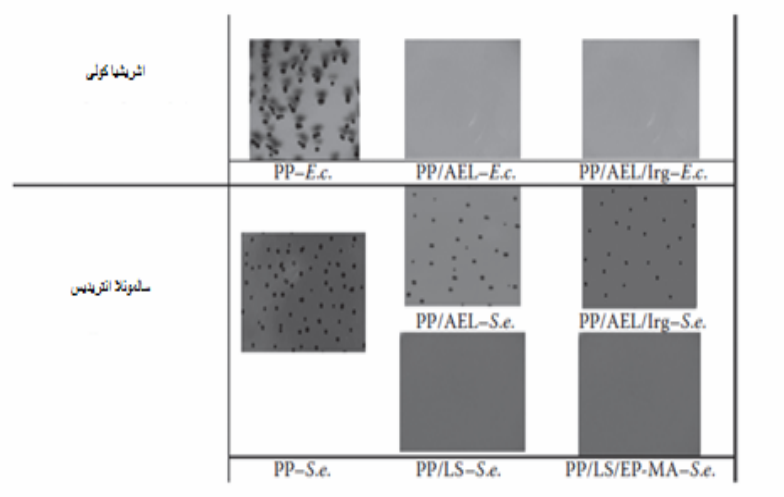 اشریشیا کولی
PP–E.c. PP/AEL–E.c. PP/AEL/Irg–E.c.
سالمونلا انتریدیس
PP/AEL–S.e. PP/AEL/Irg–S.e.
PP–S.e. PP/LS–S.e. PP/LS/EP-MA–S.e.